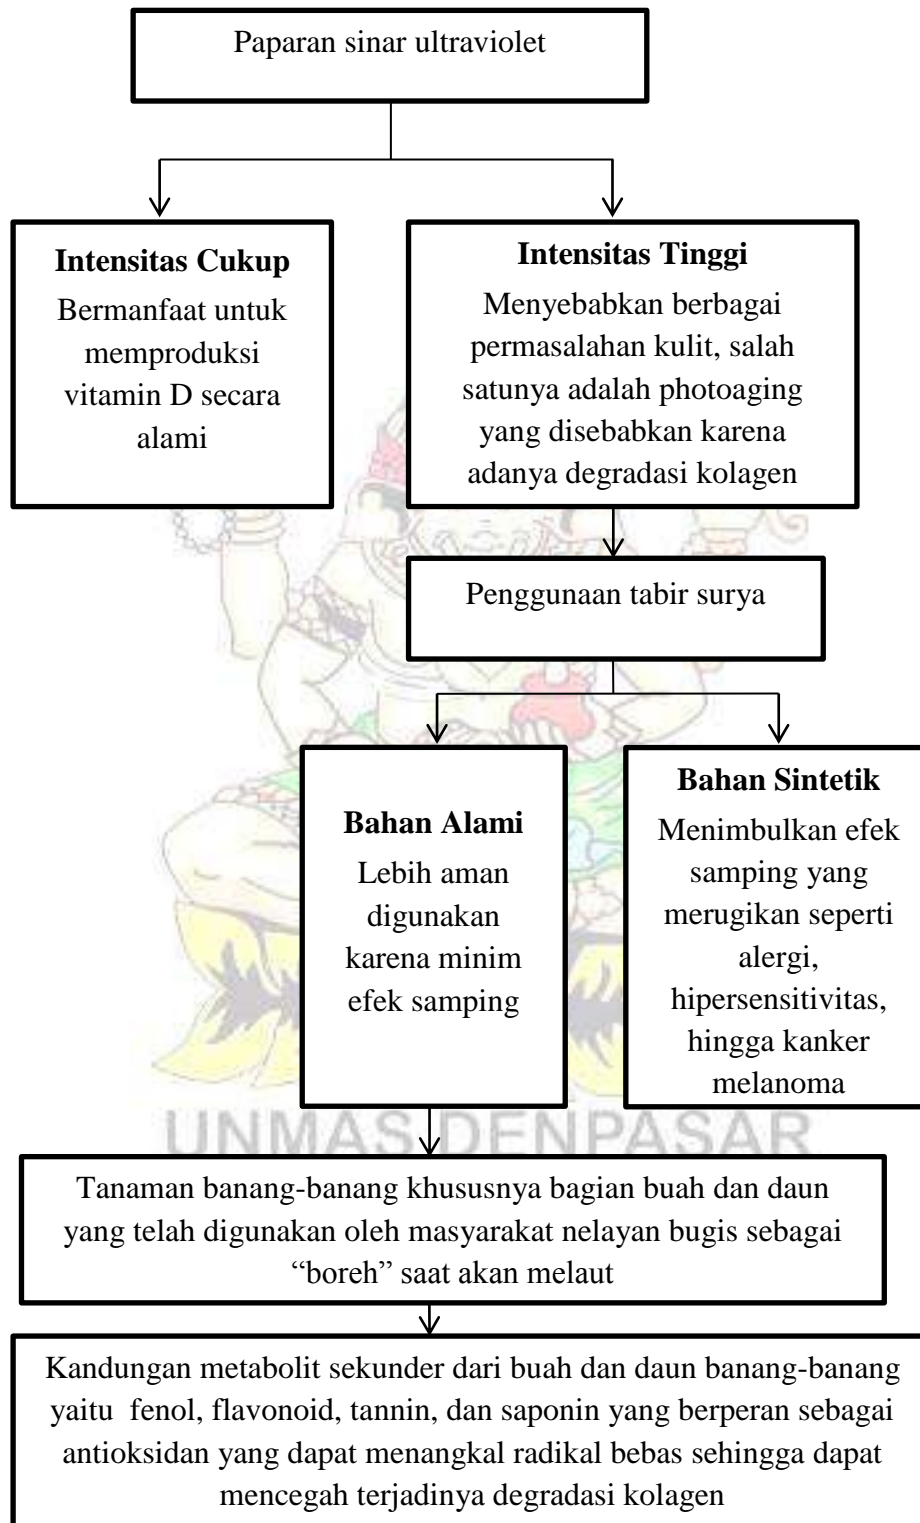 Paparan sinar ultraviolet
Intensitas Cukup
Bermanfaat untuk
memproduksi
vitamin D secara
alami
Intensitas Tinggi
Menyebabkan berbagai
permasalahan kulit, salah
satunya adalah photoaging
yang disebabkan karena
adanya degradasi kolagen
Penggunaan tabir surya
Bahan Alami
Lebih aman
digunakan
karena minim
efek samping
Bahan Sintetik
Menimbulkan efek
samping yang
merugikan seperti
alergi,
hipersensitivitas,
hingga kanker
melanoma
UNMAS DENPASAR
Tanaman banang-banang khususnya bagian buah dan daun
yang telah digunakan oleh masyarakat nelayan bugis sebagai
“boreh” saat akan melaut
Kandungan metabolit sekunder dari buah dan daun banang-banang
yaitu fenol, flavonoid, tannin, dan saponin yang berperan sebagai
antioksidan yang dapat menangkal radikal bebas sehingga dapat
mencegah terjadinya degradasi kolagen